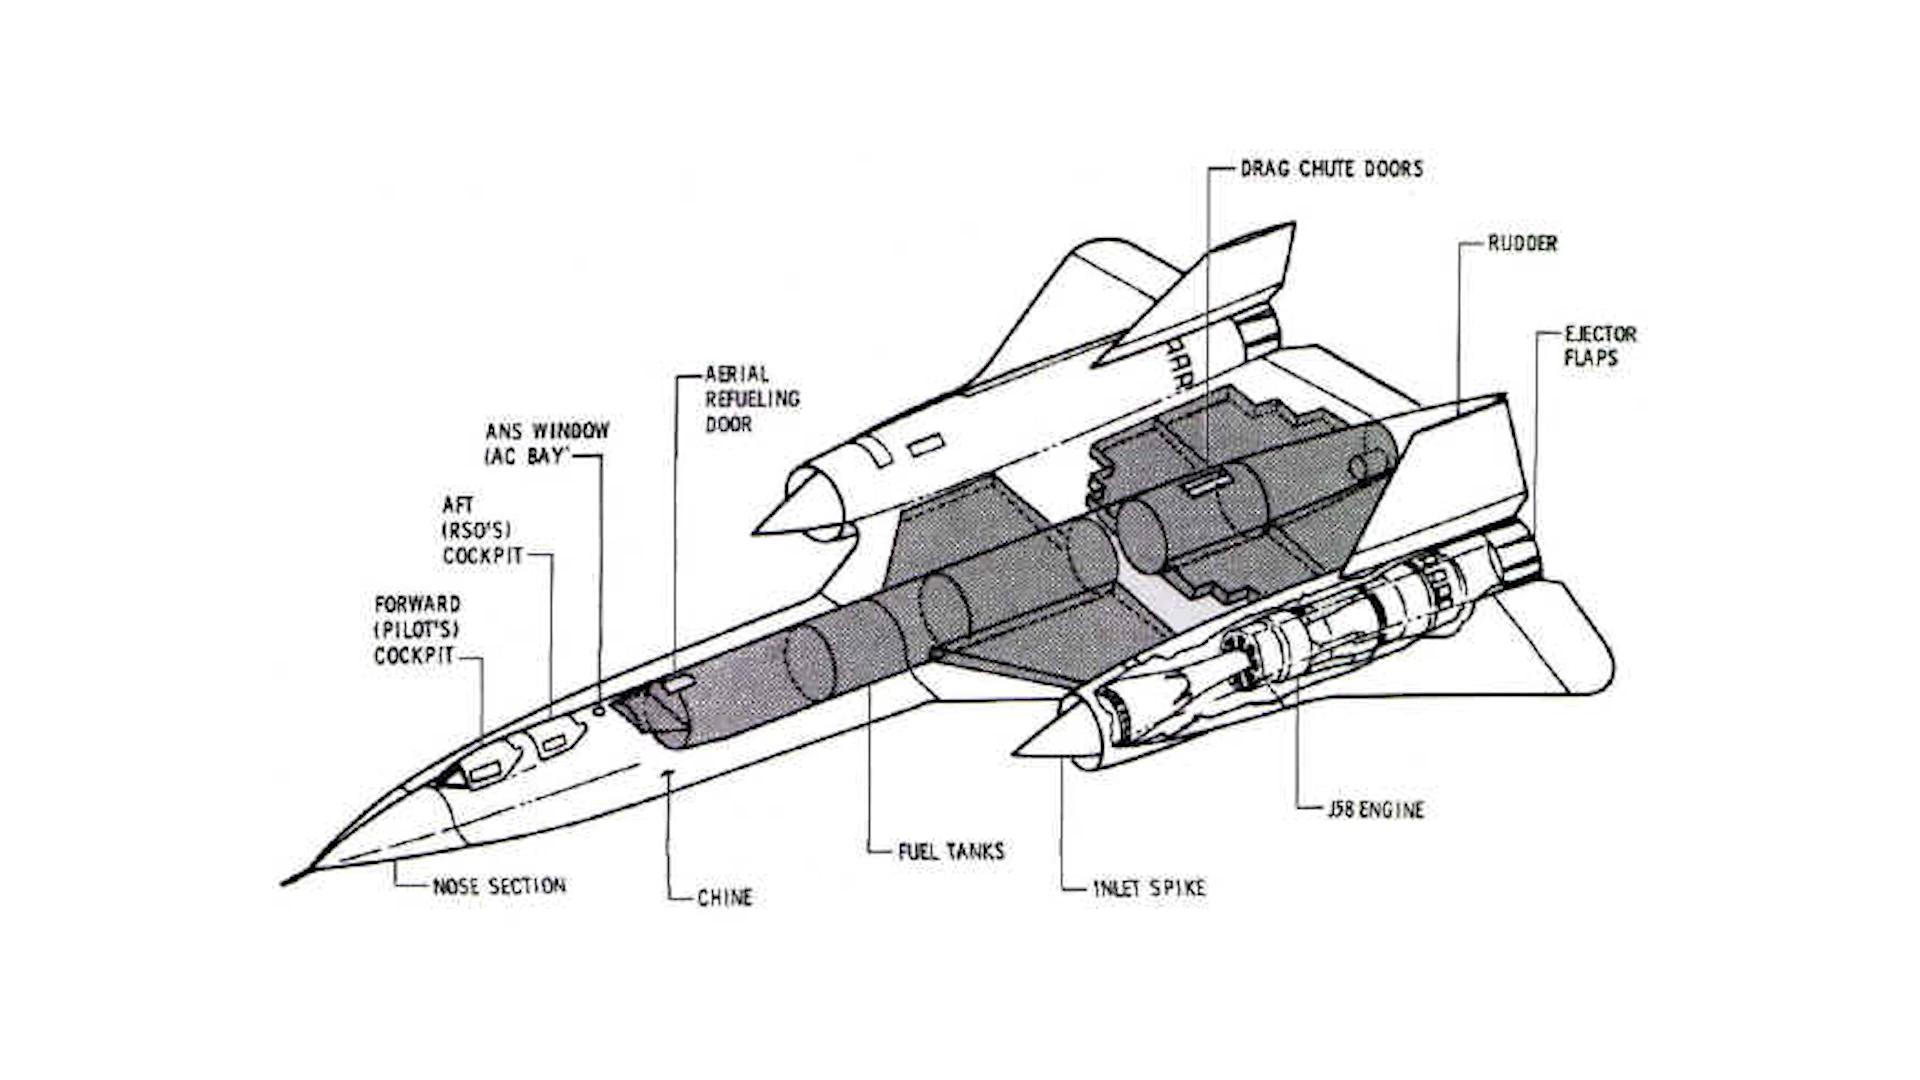 DRAG CHUTE DOORS
RUDDER
EJECTOR
FLAPS
AERIAL
REFUELING
DOOR
ANS WINDOW
(AC BAY'
AFT
(RSO'S)
COCKPIT
FORWARD
(PILOT'S)
COCKPIT
J58 ENGINE
FUEL TANKS
NOSE SECTION
INLET SPIKE
CHINE